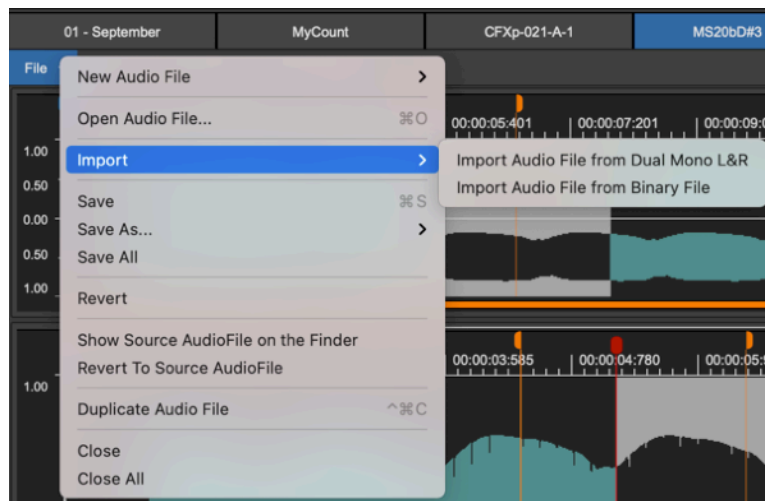 01 - September
MyCount
CFXp-021-A-1
MS20bD#3
File
New Audio File
Open Audio File... ⌘O
00:00:05:401
00:00:07:201
00:00:09:0
1.00
Import
Import Audio File from Dual Mono L&R
Import Audio File from Binary File
0.50
Save ⌘S
0.00
Save As...
0.50
Save All
1.00
Revert
Show Source AudioFile on the Finder
00:00:03:585
00:00:04:780
00:00:05:9
Revert To Source AudioFile
1.00
Duplicate Audio File ^⌘C
Close
Close All